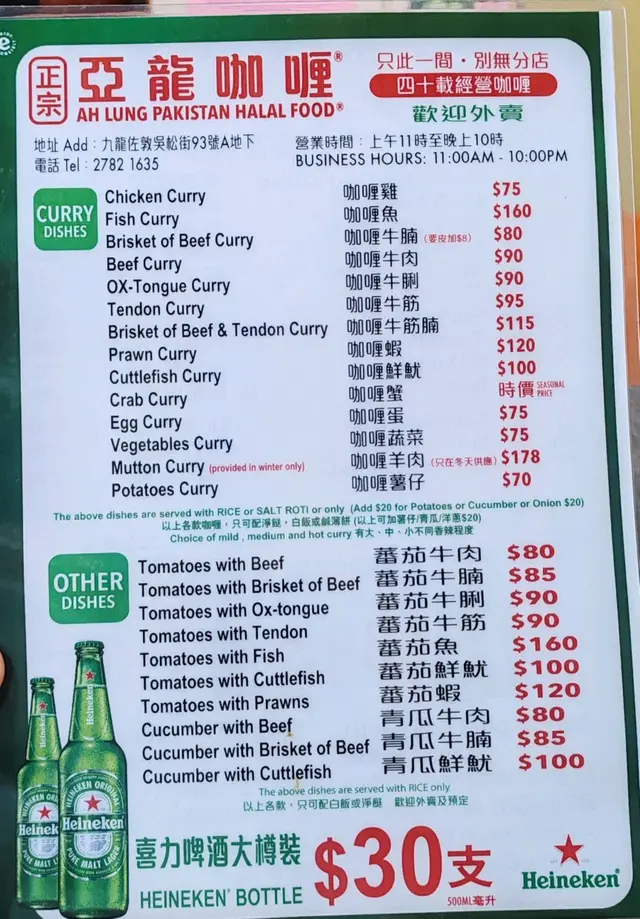 正宗
亞龍咖喱®
AH LUNG PAKISTAN HALAL FOOD®
只此一間・別無分店
四十載經營咖喱
歡迎外賣
地址 Add：九龍佐敦吳松街93號A地下
電話 Tel：2782 1635
營業時間：上午11時至晚上10時
BUSINESS HOURS: 11:00AM - 10:00PM
CURRY
DISHES
Chicken Curry 咖喱雞 $75
Fish Curry 咖喱魚 $160
Brisket of Beef Curry 咖喱牛腩 (要皮加$8) $80
Beef Curry 咖喱牛肉 $90
OX-Tongue Curry 咖喱牛脷 $90
Tendon Curry 咖喱牛筋 $95
Brisket of Beef & Tendon Curry 咖喱牛筋腩 $115
Prawn Curry 咖喱蝦 $120
Cuttlefish Curry 咖喱鮮魷 $100
Crab Curry 咖喱蟹 時價 SEASONAL PRICE
Egg Curry 咖喱蛋 $75
Vegetables Curry 咖喱蔬菜 $75
Mutton Curry (provided in winter only) 咖喱羊肉 (只在冬天供應) $178
Potatoes Curry 咖喱薯仔 $70
The above dishes are served with RICE or SALT ROTI or only (Add $20 for Potatoes or Cucumber or Onion $20)
以上各款咖喱，只可配淨餸，白飯或鹹薄餅 (以上可加薯仔/青瓜/洋蔥$20)
Choice of mild , medium and hot curry 有大、中、小不同香辣程度
OTHER
DISHES
Tomatoes with Beef 蕃茄牛肉 $80
Tomatoes with Brisket of Beef 蕃茄牛腩 $85
Tomatoes with Ox-tongue 蕃茄牛脷 $90
Tomatoes with Tendon 蕃茄牛筋 $90
Tomatoes with Fish 蕃茄魚 $160
Tomatoes with Cuttlefish 蕃茄鮮魷 $100
Tomatoes with Prawns 蕃茄蝦 $120
Cucumber with Beef 青瓜牛肉 $80
Cucumber with Brisket of Beef 青瓜牛腩 $85
Cucumber with Cuttlefish 青瓜鮮魷 $100
The above dishes are served with RICE only
以上各款，只可配白飯或淨餸 歡迎外賣及預定
Heineken
HEINEKEN ORIGINAL
Heineken
PURE MALT LAGER
喜力啤酒大樽裝
HEINEKEN® BOTTLE
$30支
500ML毫升
Heineken®